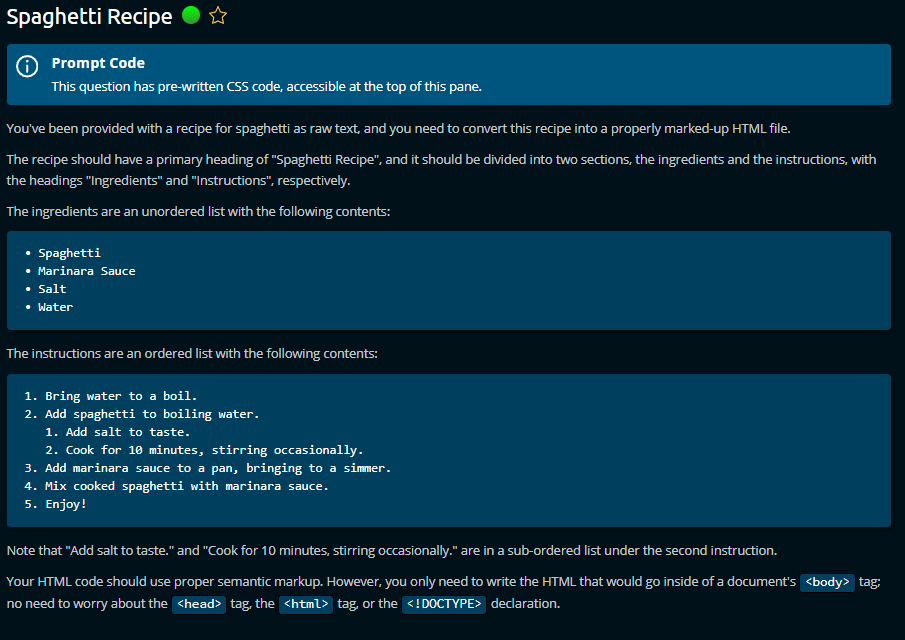 Spaghetti Recipe
Prompt Code
This question has pre-written CSS code, accessible at the top of this pane.
You've been provided with a recipe for spaghetti as raw text, and you need to convert this recipe into a properly marked-up HTML file.
The recipe should have a primary heading of "Spaghetti Recipe", and it should be divided into two sections, the ingredients and the instructions, with
the headings "Ingredients" and "Instructions", respectively.
The ingredients are an unordered list with the following contents:
• Spaghetti
• Marinara Sauce
• Salt
• Water
The instructions are an ordered list with the following contents:
1. Bring water to a boil.
2. Add spaghetti to boiling water.
1. Add salt to taste.
2. Cook for 10 minutes, stirring occasionally.
3. Add marinara sauce to a pan, bringing to a simmer.
4. Mix cooked spaghetti with marinara sauce.
5. Enjoy!
Note that "Add salt to taste." and "Cook for 10 minutes, stirring occasionally." are in a sub-ordered list under the second instruction.
Your HTML code should use proper semantic markup. However, you only need to write the HTML that would go inside of a document's <body> tag;
no need to worry about the <head> tag, the <html> tag, or the <!DOCTYPE> declaration.